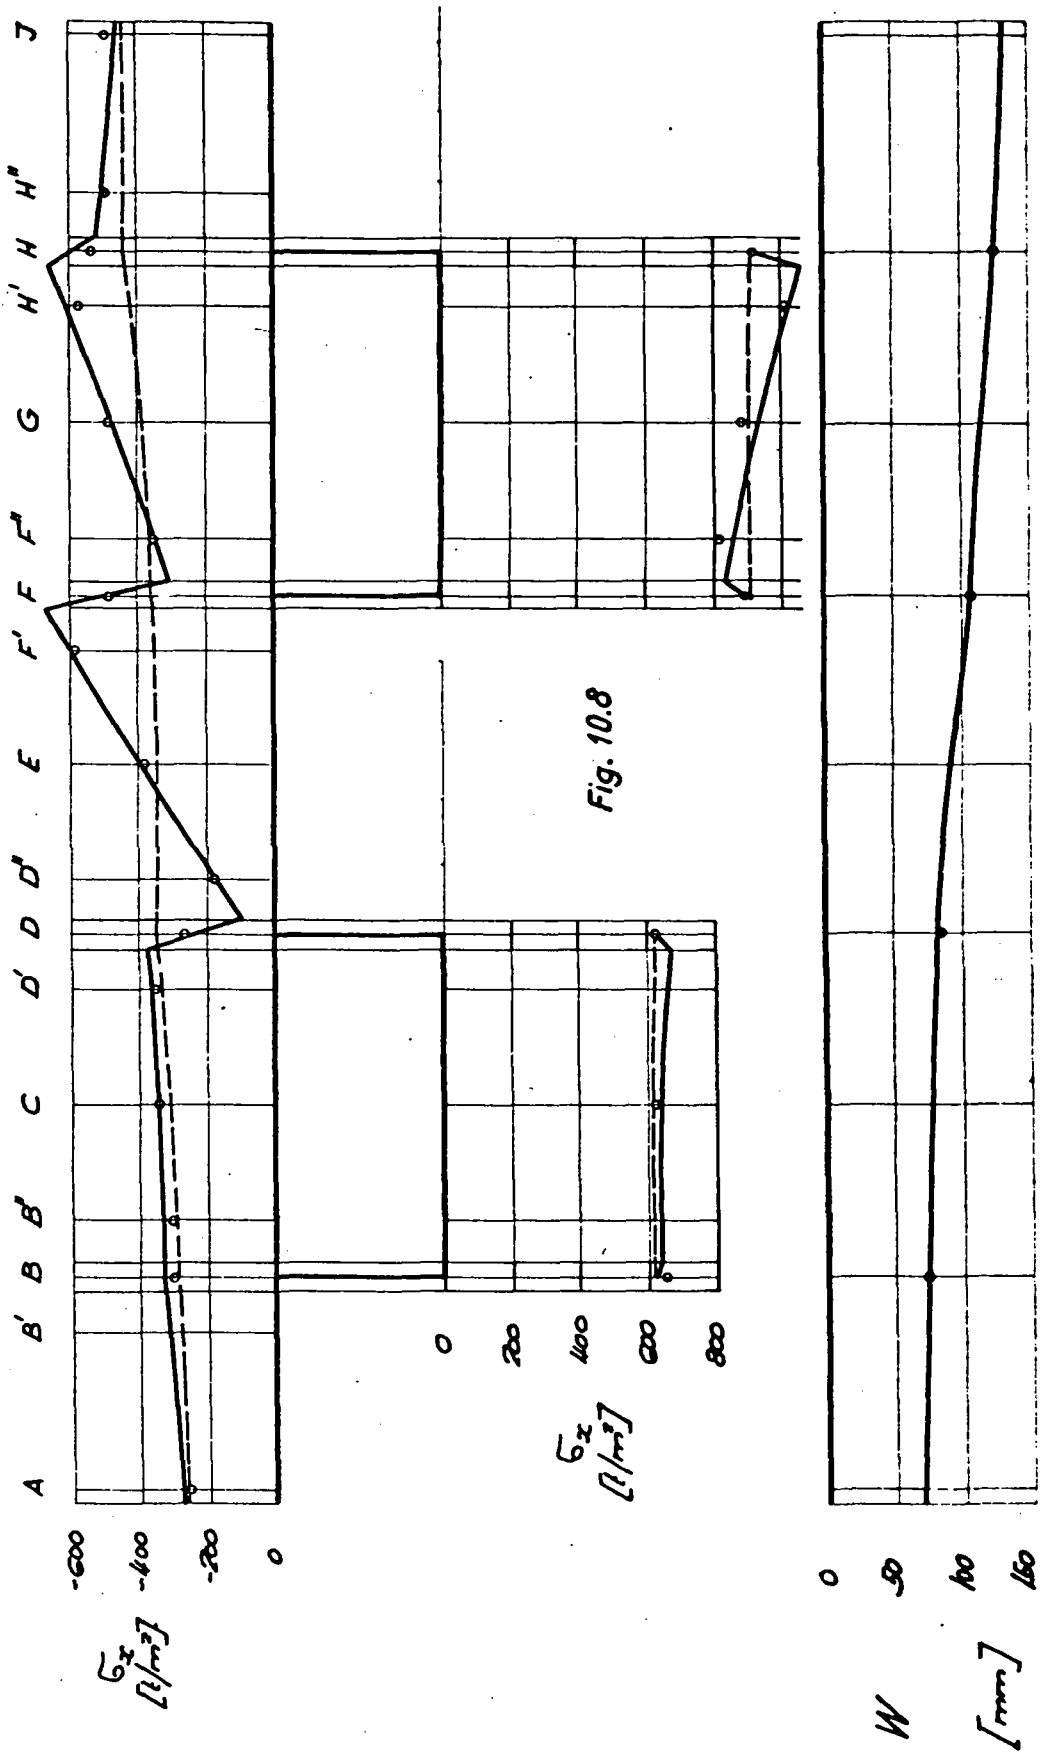 A B' B B" C D' D D" E F' F F" G H' H H" J
-600
-400
-200
0
σx
[t/m²]
0
200
400
600
800
σx
[t/m²]
Fig. 10.8
0
50
100
150
W
[mm]